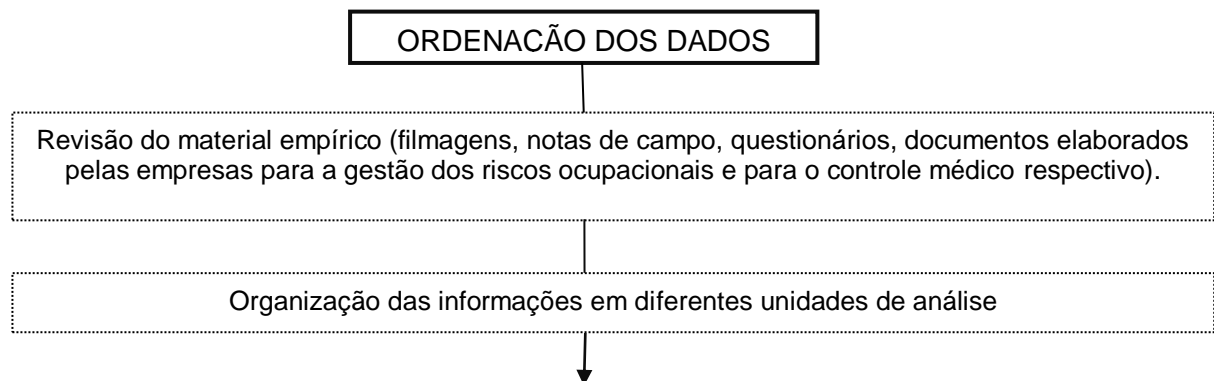 ORDENACÃO DOS DADOS
Revisão do material empírico (filmagens, notas de campo, questionários, documentos elaborados
pelas empresas para a gestão dos riscos ocupacionais e para o controle médico respectivo).
Organização das informações em diferentes unidades de análise